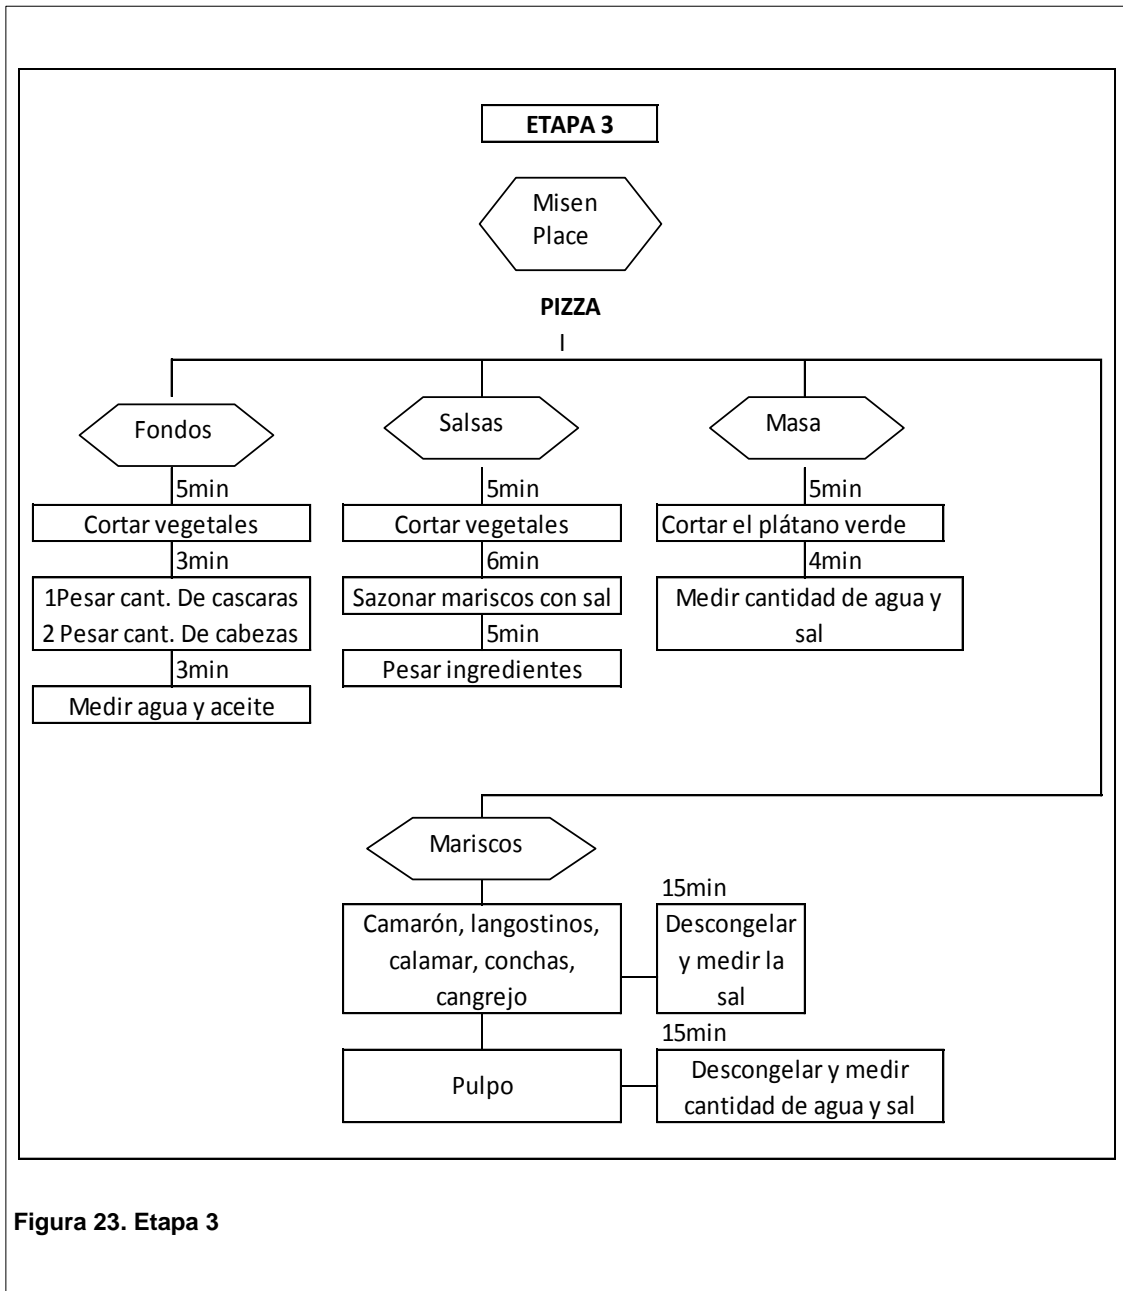 ETAPA 3
Misen
Place
PIZZA
Fondos
5min
Cortar vegetales
3min
1Pesar cant. De cascaras
2 Pesar cant. De cabezas
3min
Medir agua y aceite
Salsas
5min
Cortar vegetales
6min
Sazonar mariscos con sal
5min
Pesar ingredientes
Masa
5min
Cortar el plátano verde
4min
Medir cantidad de agua y
sal
Mariscos
Camarón, langostinos,
calamar, conchas,
cangrejo
15min
Descongelar
y medir la
sal
Pulpo
15min
Descongelar y medir
cantidad de agua y sal
Figura 23. Etapa 3